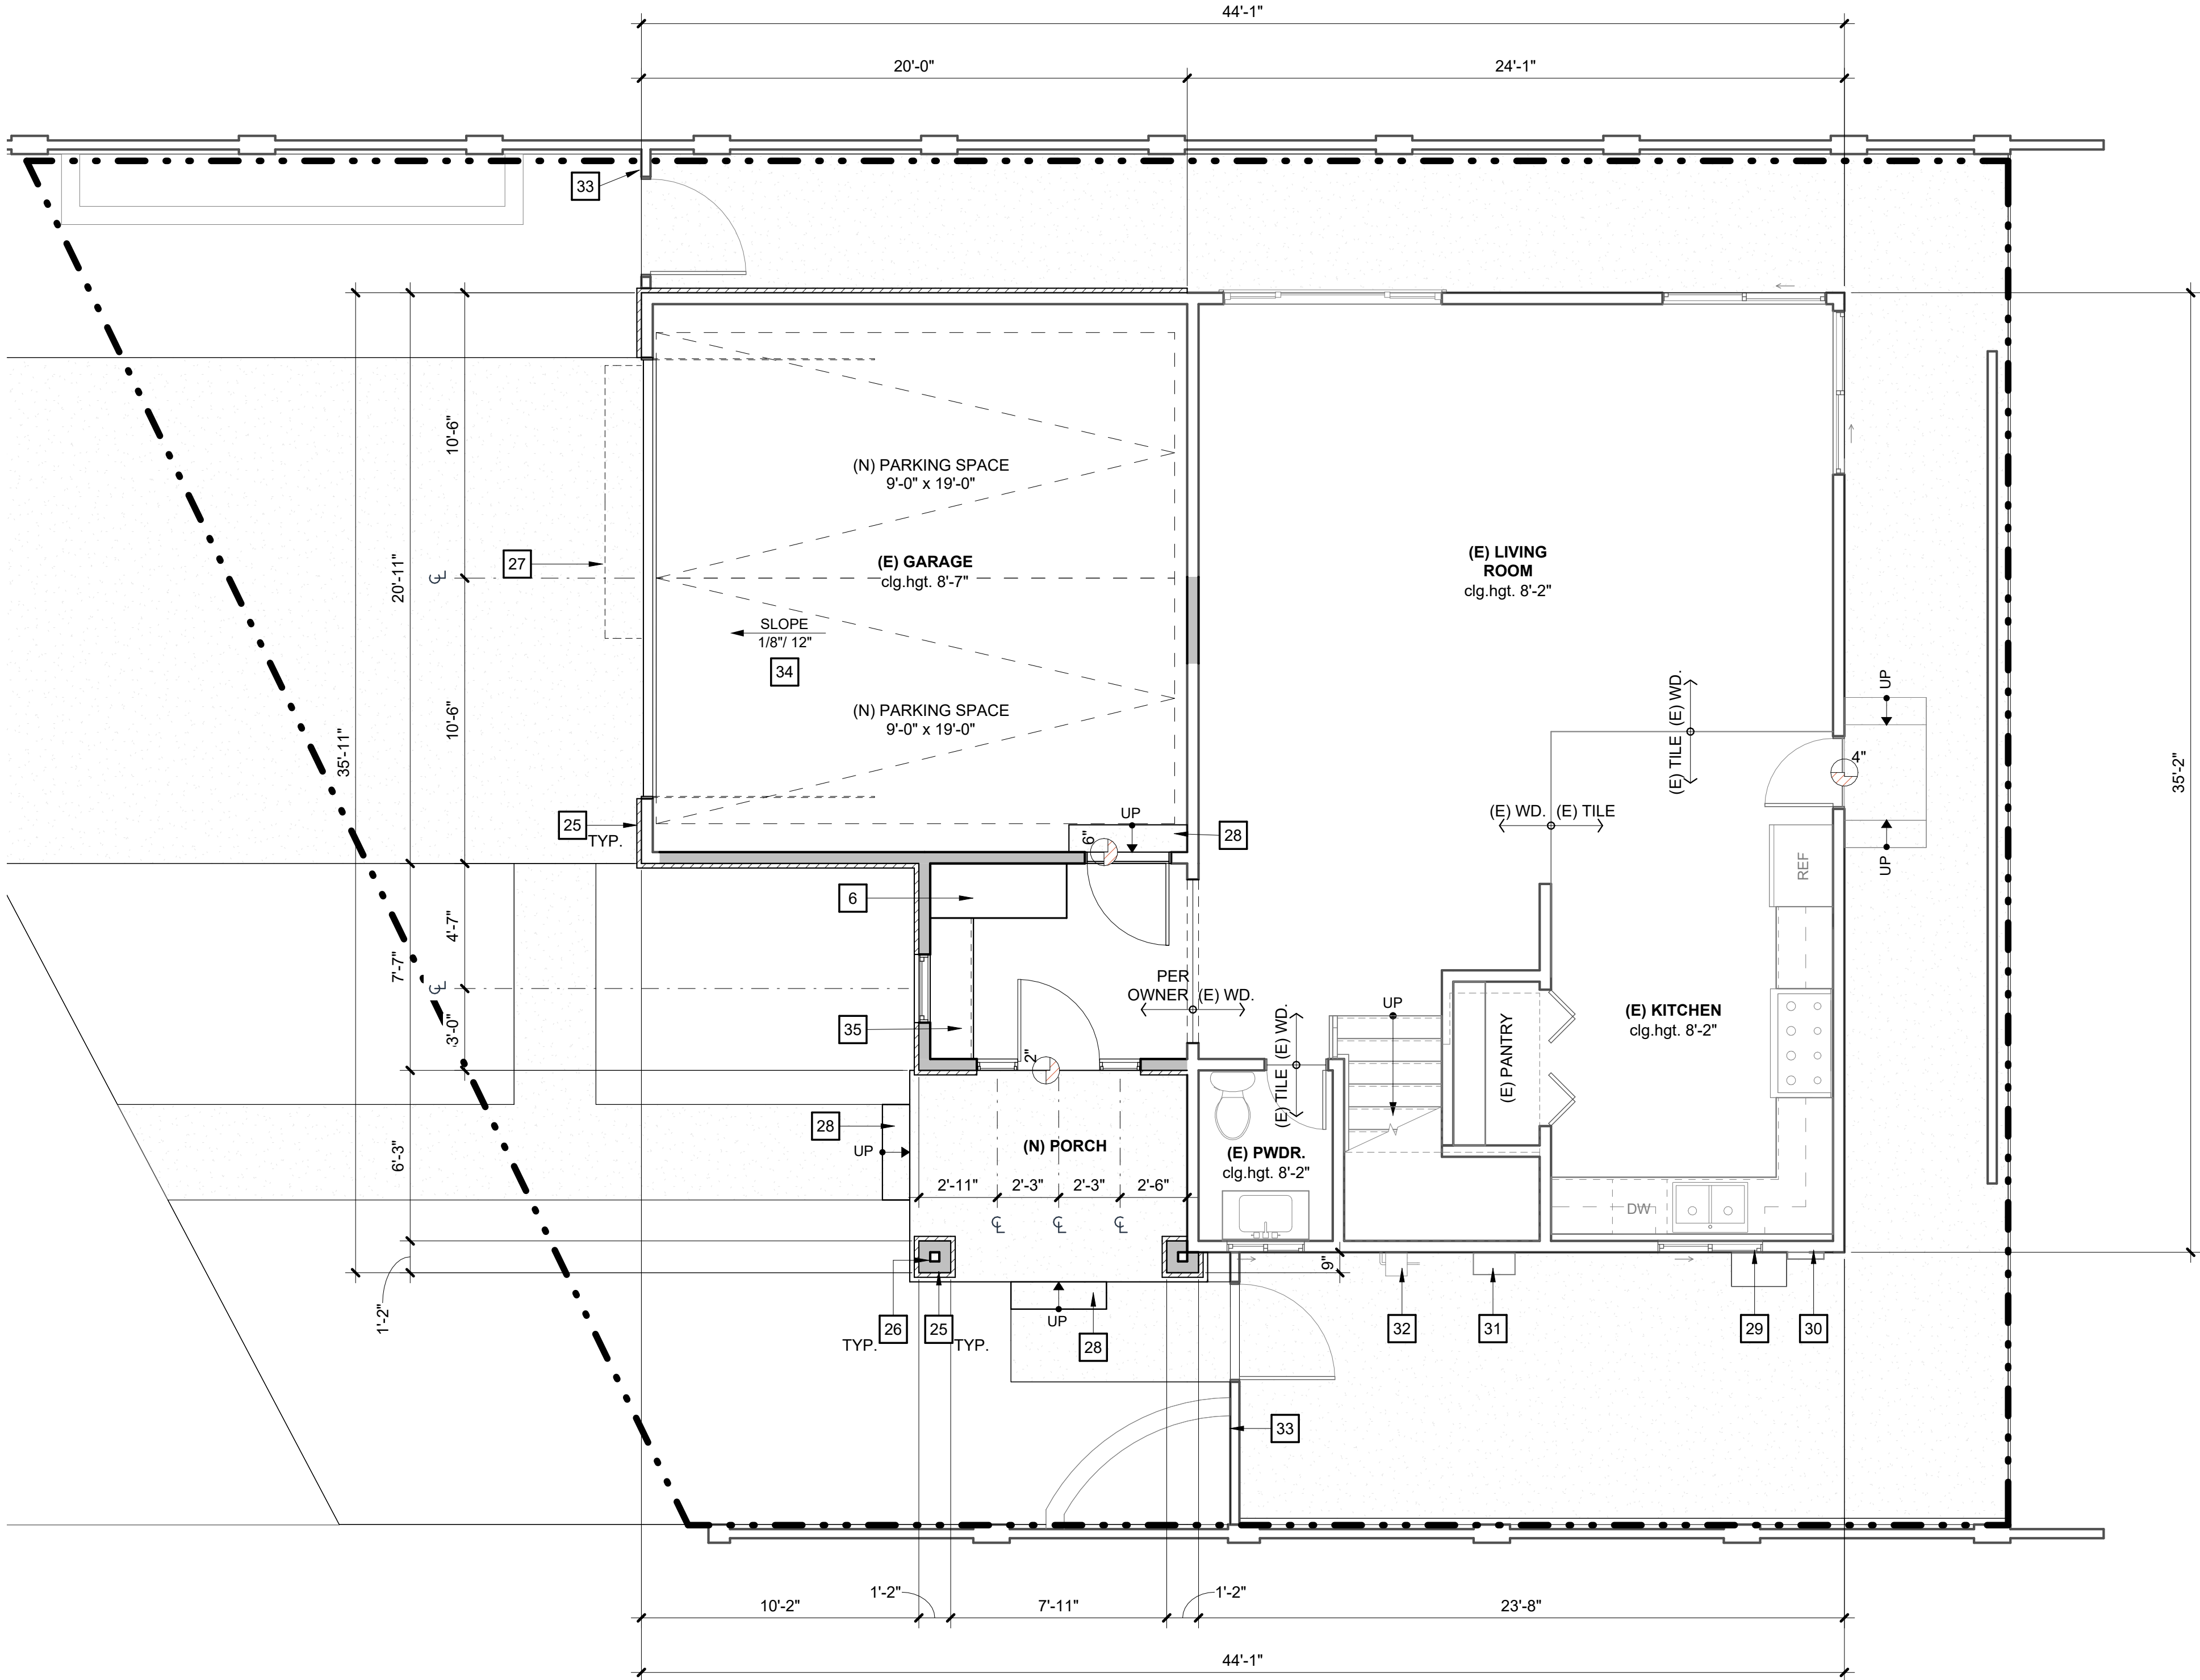 44'-1"
20'-0"
24'-1"
33
10'-6"
(N) PARKING SPACE
9'-0" x 19'-0"
27
20'-11"
℄
(E) GARAGE
clg.hgt. 8'-7"
(E) LIVING
ROOM
clg.hgt. 8'-2"
SLOPE
1/8"/ 12"
34
(N) PARKING SPACE
9'-0" x 19'-0"
10'-6"
35'-11"
35'-2"
(E) TILE (E) WD.
UP
4"
(E) WD. (E) TILE
UP
25
TYP.
UP
6"
28
REF
6
4'-7"
7'-7"
℄
3'-0"
PER
OWNER (E) WD.
35
2"
(E) TILE (E) WD.
UP
(E) PANTRY
(E) KITCHEN
clg.hgt. 8'-2"
28
UP
(N) PORCH
(E) PWDR.
clg.hgt. 8'-2"
6'-3"
2'-11"
2'-3"
2'-3"
2'-6"
℄
℄
℄
DW
9"
1'-2"
26
TYP.
25
TYP.
UP
28
32
31
29
30
33
10'-2"
1'-2"
7'-11"
1'-2"
23'-8"
44'-1"